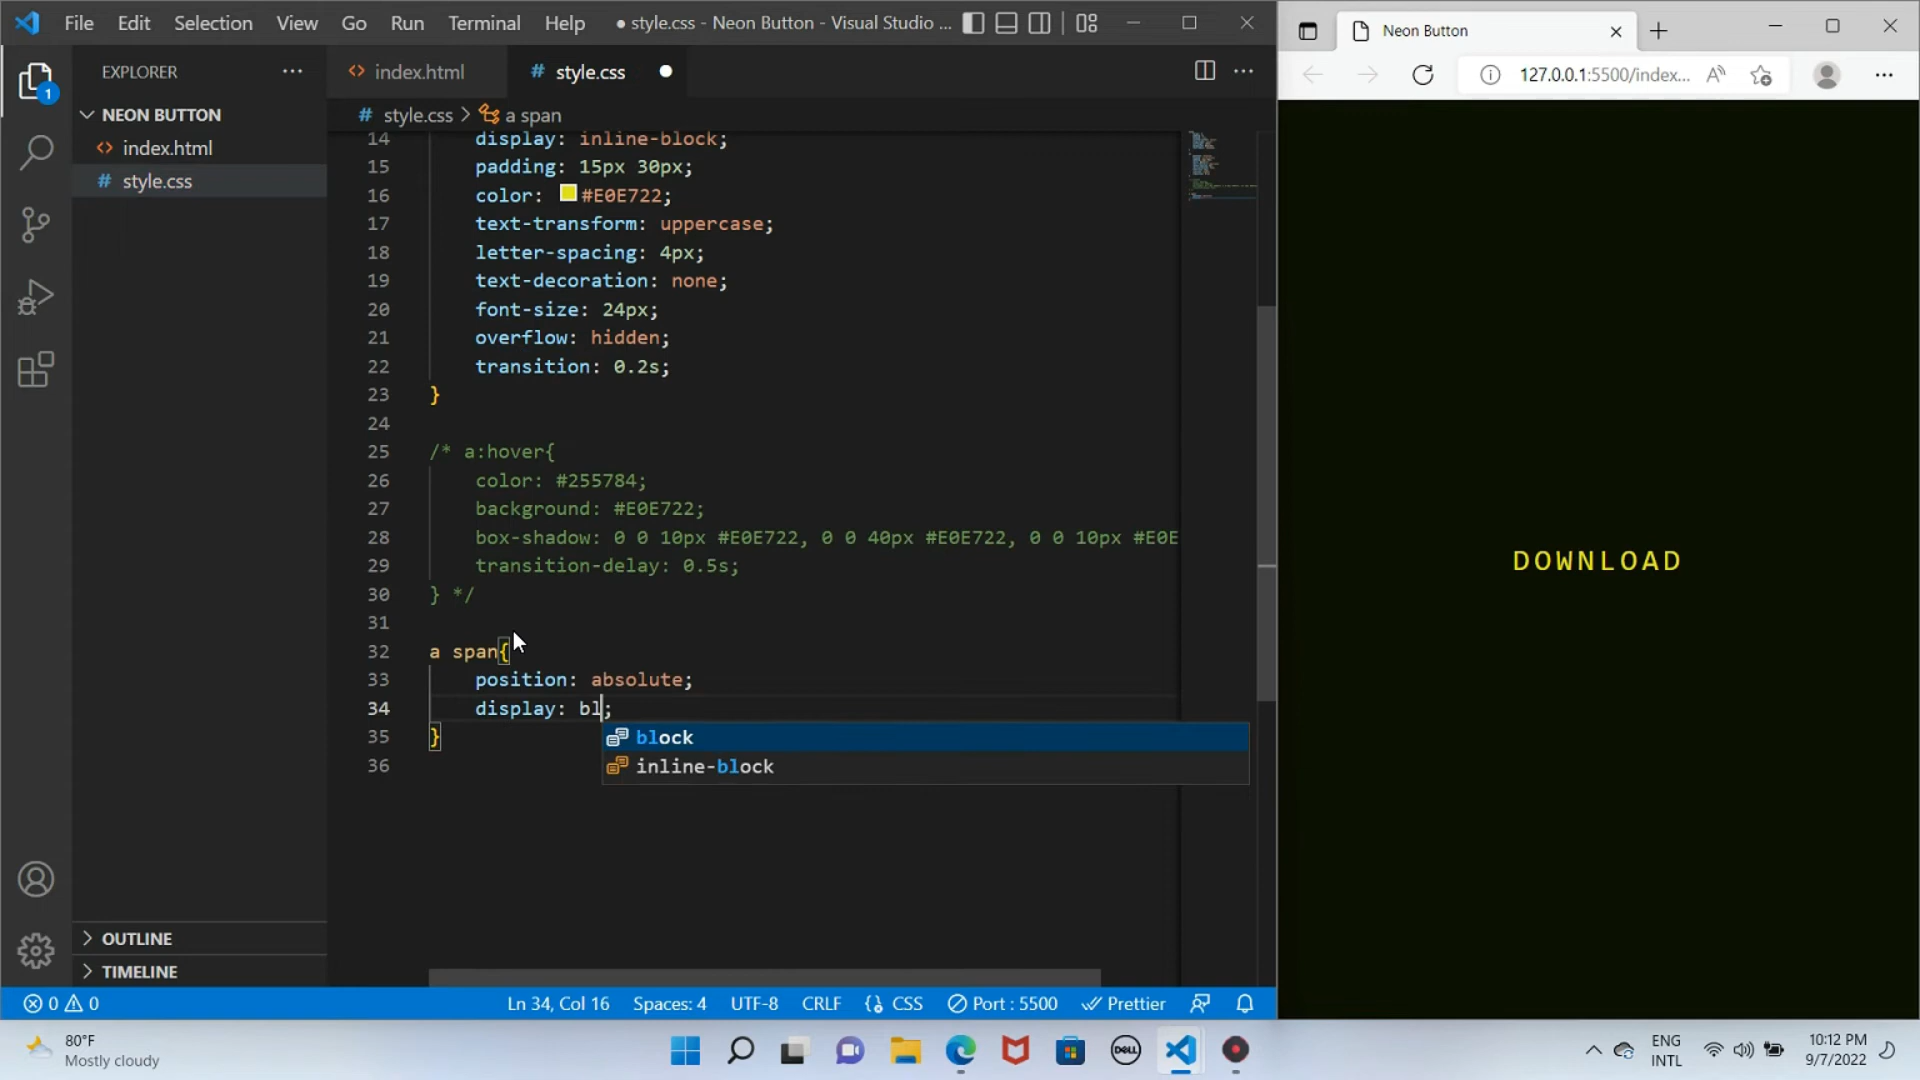 File Edit Selection View Go Run Terminal Help ● style.css - Neon Button - Visual Studio ...
Neon Button
EXPLORER
index.html
# style.css
127.0.0.1:5500/index...
NEON BUTTON
index.html
# style.css
# style.css > a span
14 display: inline-block;
15 padding: 15px 30px;
16 color: #E0E722;
17 text-transform: uppercase;
18 letter-spacing: 4px;
19 text-decoration: none;
20 font-size: 24px;
21 overflow: hidden;
22 transition: 0.2s;
23 }
24
25 /* a:hover{
26 color: #255784;
27 background: #E0E722;
28 box-shadow: 0 0 10px #E0E722, 0 0 40px #E0E722, 0 0 10px #E0E
29 transition-delay: 0.5s;
30 } */
31
32 a span{
33 position: absolute;
34 display: bl;
35 }
36
block
inline-block
DOWNLOAD
OUTLINE
TIMELINE
1
0 0
Ln 34, Col 16 Spaces: 4 UTF-8 CRLF {} CSS Port : 5500 Prettier
80°F
Mostly cloudy
DELL
ENG
INTL
10:12 PM
9/7/2022